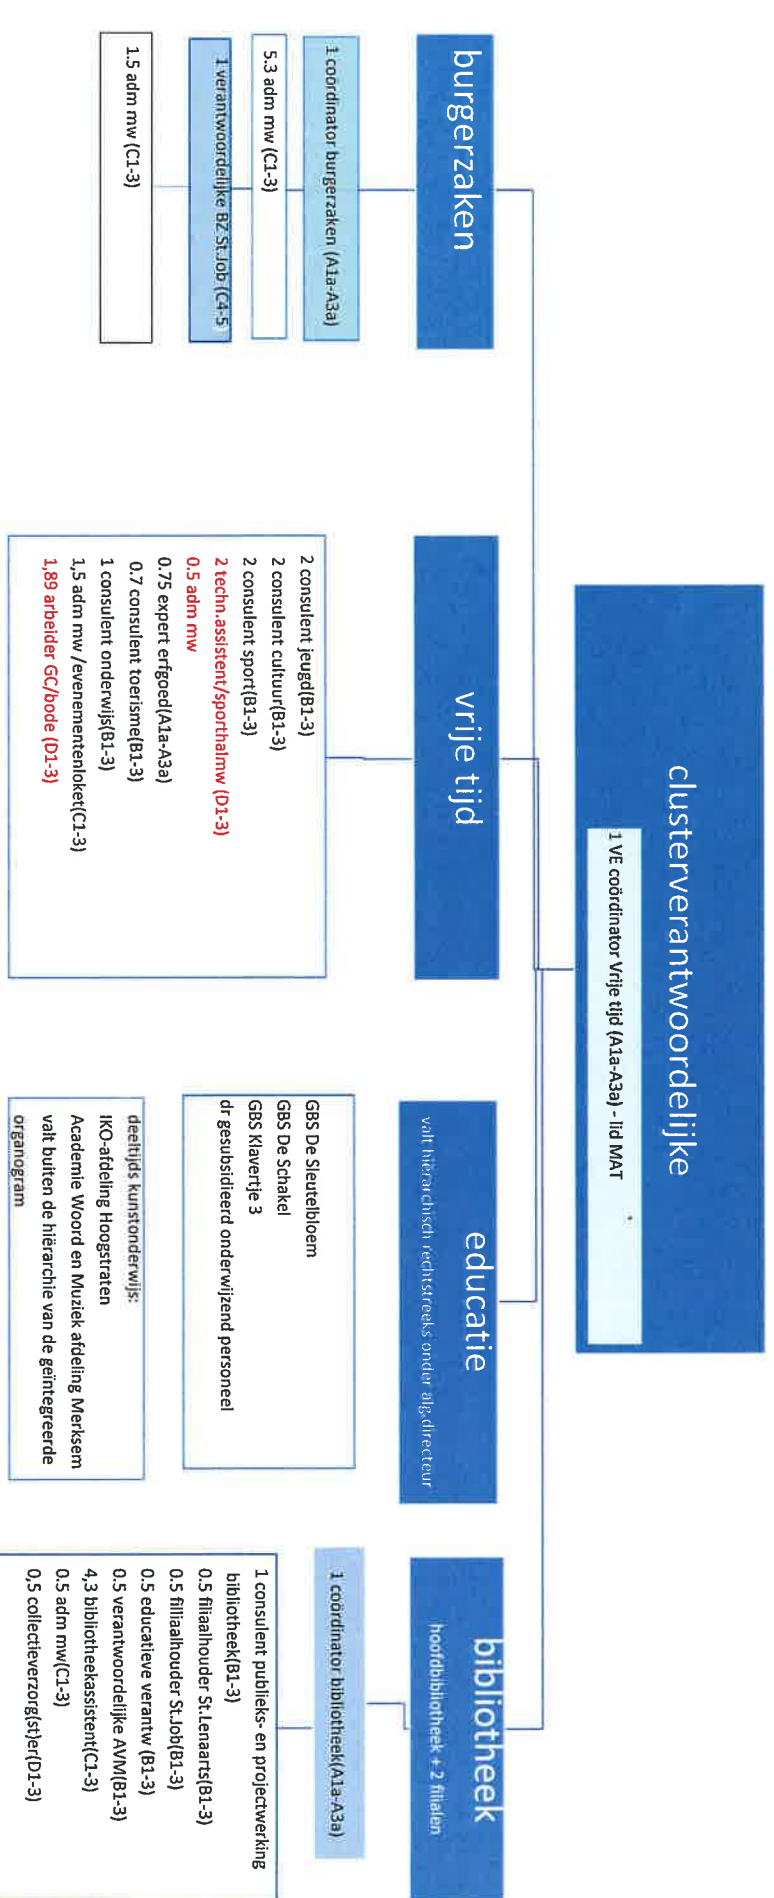 clusterverantwoordelijke
1 VE coördinator Vrije tijd (A1a-A3a) - lid MAT
burgerzaken
1 coördinator burgerzaken (A1a-A3a)
5.3 adm mw (C1-3)
1 verantwoordelijke BZ St.Job (C4-5)
1.5 adm mw (C1-3)
vrije tijd
2 consulent jeugd(B1-3)
2 consulent cultuur(B1-3)
2 consulent sport(B1-3)
2 techn.assistent/sporthalmw (D1-3)
0.5 adm mw
0.75 expert erfgoed(A1a-A3a)
0.7 consulent toerisme(B1-3)
1 consulent onderwijs(B1-3)
1,5 adm mw /evenementenloket(C1-3)
1,89 arbeider GC/bode (D1-3)
educatie
valt hiërarchisch rechtstreeks onder alg.directeur
GBS De Sleutelbloem
GBS De Schakel
GBS Klavertje 3
dr gesubsidieerd onderwijzend personeel
deeltijds kunstonderwijs:
IKO-afdeling Hoogstraten
Academie Woord en Muziek afdeling Merksem
valt buiten de hiërarchie van de geïntegreerde
organogram
bibliotheek
hoofdbibliotheek + 2 filialen
1 coördinator bibliotheek(A1a-A3a)
1 consulent publieks- en projectwerking
bibliotheek(B1-3)
0.5 filiaalhouder St.Lenaarts(B1-3)
0.5 filliaalhouder St.Job(B1-3)
0.5 educatieve verantw (B1-3)
0.5 verantwoordelijke AVM(B1-3)
4,3 bibliotheekassistent(C1-3)
0.5 adm mw(C1-3)
0,5 collectieverzorg(st)er(D1-3)